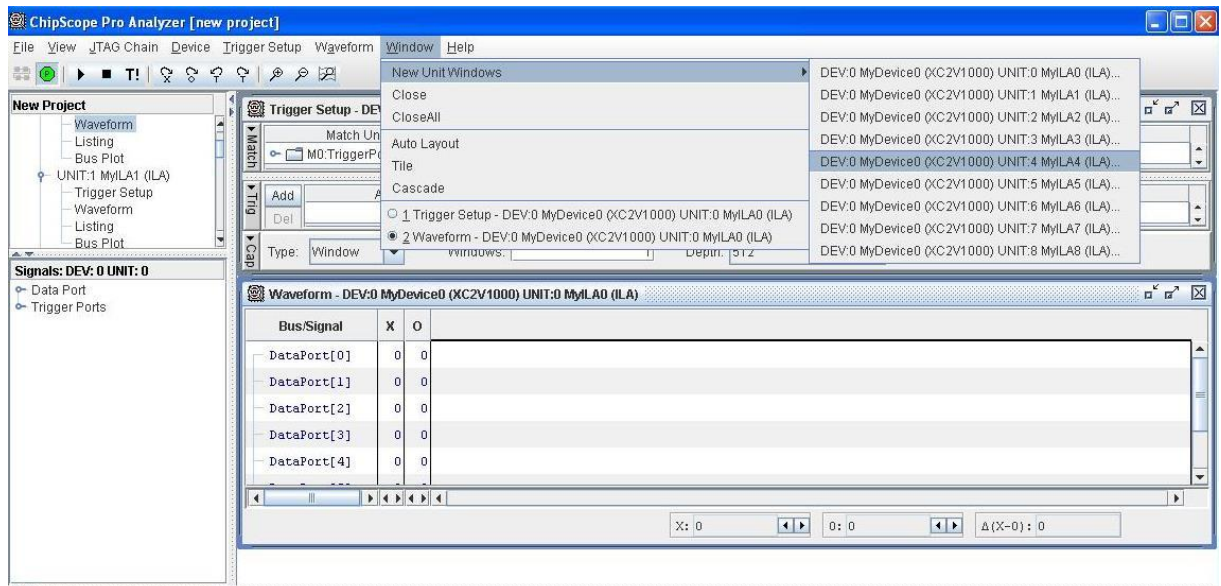 ChipScope Pro Analyzer [new project]
File View JTAG Chain Device Trigger Setup Waveform Window Help
T!
New Project
Waveform
Listing
Bus Plot
UNIT:1 MyILA1 (ILA)
Trigger Setup
Waveform
Listing
Bus Plot
Signals: DEV: 0 UNIT: 0
Data Port
Trigger Ports
Trigger Setup - DE
Match
Match Un
M0:TriggerPo
Trig
Add
Del
Cap
Type: Window Windows: 1 Depth: 512
New Unit Windows
Close
CloseAll
Auto Layout
Tile
Cascade
1 Trigger Setup - DEV:0 MyDevice0 (XC2V1000) UNIT:0 MyILA0 (ILA)
2 Waveform - DEV:0 MyDevice0 (XC2V1000) UNIT:0 MyILA0 (ILA)
DEV:0 MyDevice0 (XC2V1000) UNIT:0 MyILA0 (ILA)...
DEV:0 MyDevice0 (XC2V1000) UNIT:1 MyILA1 (ILA)...
DEV:0 MyDevice0 (XC2V1000) UNIT:2 MyILA2 (ILA)...
DEV:0 MyDevice0 (XC2V1000) UNIT:3 MyILA3 (ILA)...
DEV:0 MyDevice0 (XC2V1000) UNIT:4 MyILA4 (ILA)...
DEV:0 MyDevice0 (XC2V1000) UNIT:5 MyILA5 (ILA)...
DEV:0 MyDevice0 (XC2V1000) UNIT:6 MyILA6 (ILA)...
DEV:0 MyDevice0 (XC2V1000) UNIT:7 MyILA7 (ILA)...
DEV:0 MyDevice0 (XC2V1000) UNIT:8 MyILA8 (ILA)...
Waveform - DEV:0 MyDevice0 (XC2V1000) UNIT:0 MyILA0 (ILA)
Bus/Signal X O
DataPort[0] 0 0
DataPort[1] 0 0
DataPort[2] 0 0
DataPort[3] 0 0
DataPort[4] 0 0
X: 0 O: 0 Δ(X-O): 0